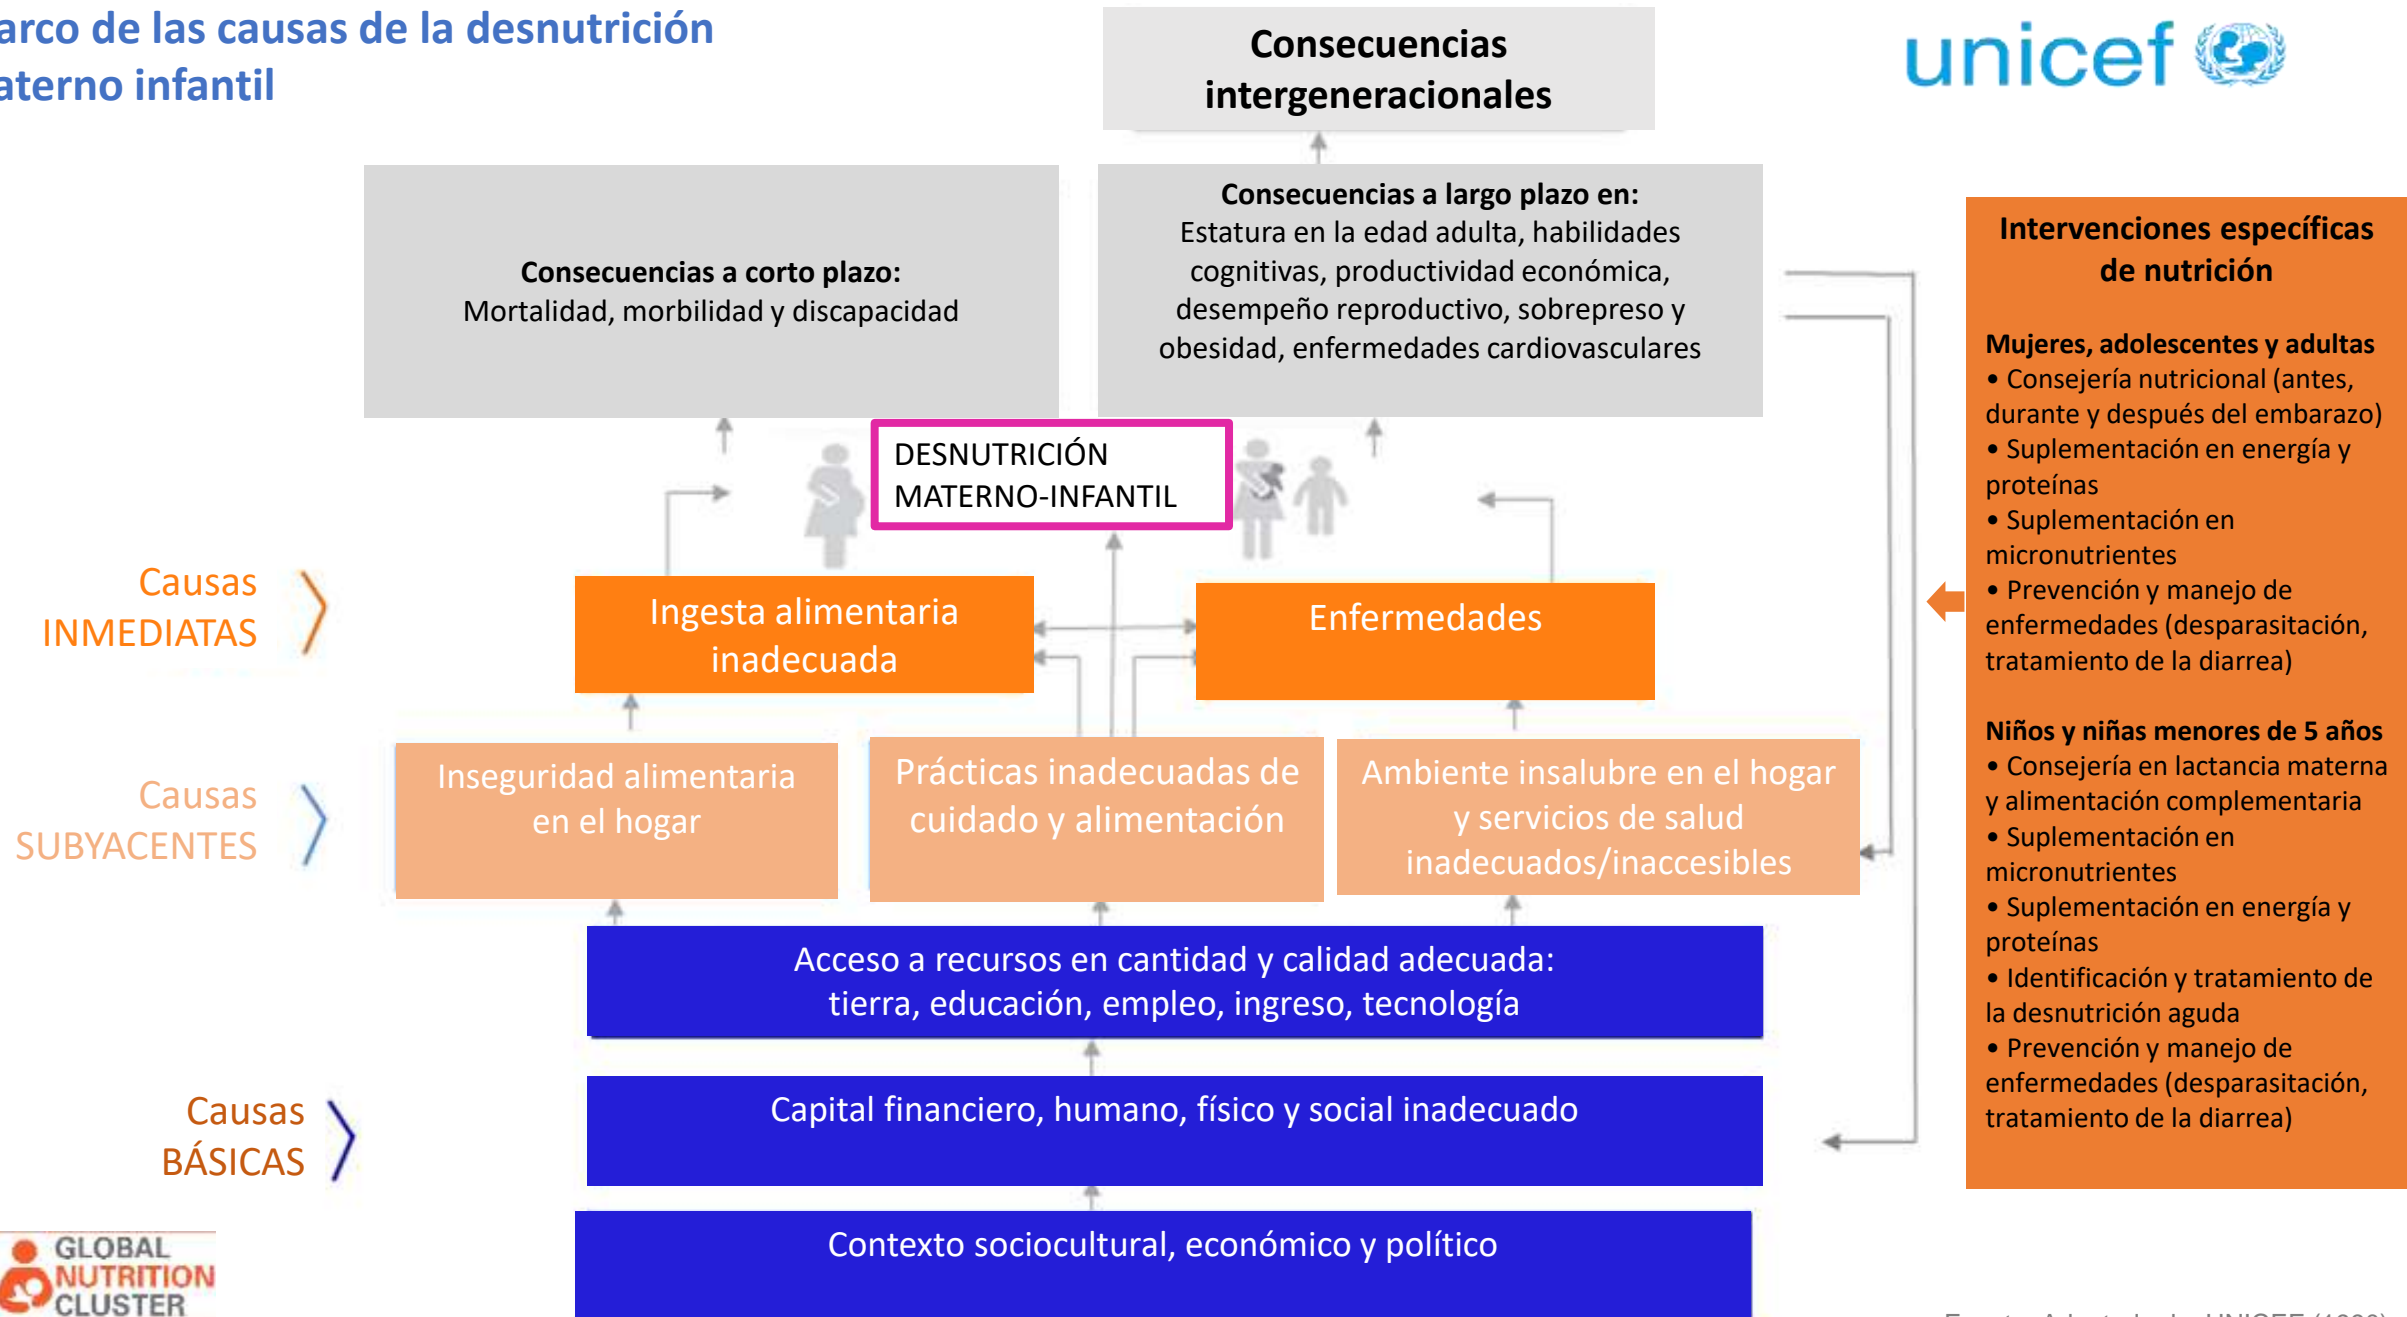 arco de las causas de la desnutrición
aterno infantil
Consecuencias
intergeneracionales
unicef
Consecuencias a corto plazo:
Mortalidad, morbilidad y discapacidad
Consecuencias a largo plazo en:
Estatura en la edad adulta, habilidades
cognitivas, productividad económica,
desempeño reproductivo, sobrepreso y
obesidad, enfermedades cardiovasculares
DESNUTRICIÓN
MATERNO-INFANTIL
Causas
INMEDIATAS
Ingesta alimentaria
inadecuada
Enfermedades
Causas
SUBYACENTES
Inseguridad alimentaria
en el hogar
Prácticas inadecuadas de
cuidado y alimentación
Ambiente insalubre en el hogar
y servicios de salud
inadecuados/inaccesibles
Acceso a recursos en cantidad y calidad adecuada:
tierra, educación, empleo, ingreso, tecnología
Causas
BÁSICAS
Capital financiero, humano, físico y social inadecuado
Contexto sociocultural, económico y político
Intervenciones específicas
de nutrición
Mujeres, adolescentes y adultas
• Consejería nutricional (antes,
durante y después del embarazo)
• Suplementación en energía y
proteínas
• Suplementación en
micronutrientes
• Prevención y manejo de
enfermedades (desparasitación,
tratamiento de la diarrea)
Niños y niñas menores de 5 años
• Consejería en lactancia materna
y alimentación complementaria
• Suplementación en
micronutrientes
• Suplementación en energía y
proteínas
• Identificación y tratamiento de
la desnutrición aguda
• Prevención y manejo de
enfermedades (desparasitación,
tratamiento de la diarrea)
GLOBAL
NUTRITION
CLUSTER